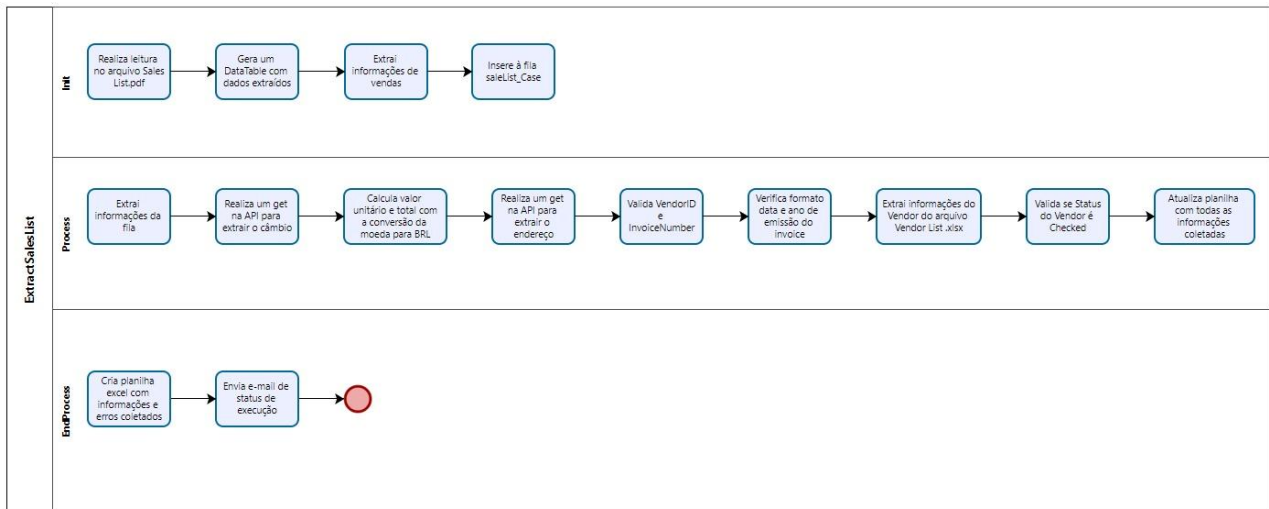 ExtractSalesList
Init
Realiza leitura
no arquivo Sales
List.pdf
Gera um
DataTable com
dados extraídos
Extrai
informações de
vendas
Insere à fila
saleList_Case
Process
Extrai
informações da
fila
Realiza um get
na API para
extrair o câmbio
Calcula valor
unitário e total com
a conversão da
moeda para BRL
Realiza um get
na API para
extrair o
endereço
Valida VendorID
e
InvoiceNumber
Verifica formato
data e ano de
emissão do
invoice
Extrai informações do
Vendor do arquivo
Vendor List .xlsx
Valida se Status
do Vendor é
Checked
Atualiza planilha
com todas as
informações
coletadas
EndProcess
Cria planilha
excel com
informações e
erros coletados
Envia e-mail de
status de
execução